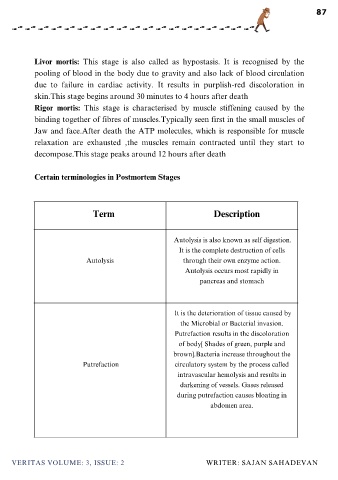 87
Livor mortis: This stage is also called as hypostasis. It is recognised by the
pooling of blood in the body due to gravity and also lack of blood circulation
due to failure in cardiac activity. It results in purplish-red discoloration in
skin.This stage begins around 30 minutes to 4 hours after death
Rigor mortis: This stage is characterised by muscle stiffening caused by the
binding together of fibres of muscles.Typically seen first in the small muscles of
Jaw and face.After death the ATP molecules, which is responsible for muscle
relaxation are exhausted ,the muscles remain contracted until they start to
decompose.This stage peaks around 12 hours after death
Certain terminologies in Postmortem Stages
Term
Description
Autolysis
Autolysis is also known as self digestion.
It is the complete destruction of cells
through their own enzyme action.
Autolysis occurs most rapidly in
pancreas and stomach
Putrefaction
It is the deterioration of tissue caused by
the Microbial or Bacterial invasion.
Putrefaction results in the discoloration
of body[ Shades of green, purple and
brown].Bacteria increase throughout the
circulatory system by the process called
intravascular hemolysis and results in
darkening of vessels. Gases released
during putrefaction causes bloating in
abdomen area.
VERITAS VOLUME: 3, ISSUE: 2
WRITER: SAJAN SAHADEVAN